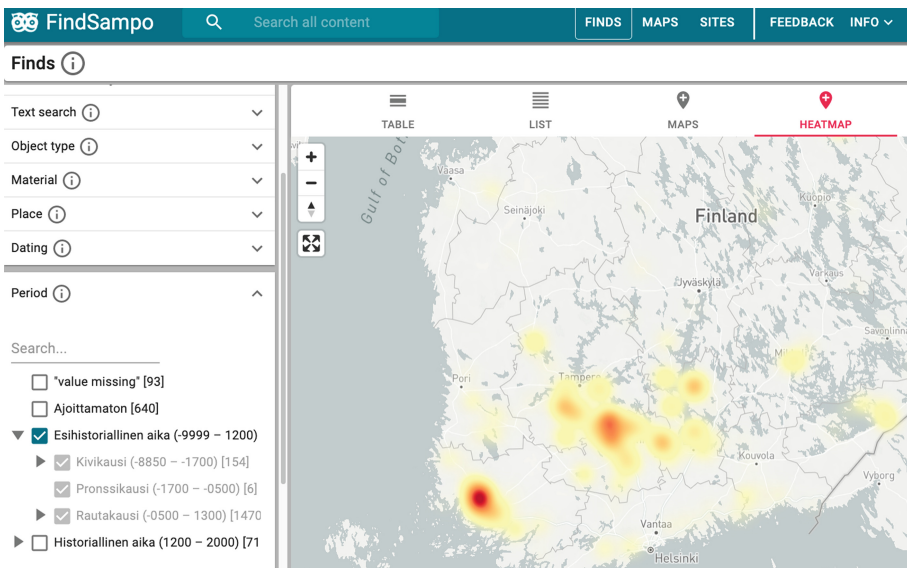 FindSampo
Search all content
FINDS MAPS SITES FEEDBACK INFO
Finds
Text search
Object type
Material
Place
Dating
Period
Search...
"value missing" [93]
Ajoittamaton [640]
Esihistoriallinen aika (-9999 – 1200)
Kivikausi (-8850 – -1700) [154]
Pronssikausi (-1700 – -0500) [6]
Rautakausi (-0500 – 1300) [1470
Historiallinen aika (1200 – 2000) [71
TABLE LIST MAPS HEATMAP
Gulf of Bot
Vaasa
Seinäjoki
Finland
Kuopio
Jyväskylä
Varkaus
Savonlinn
Pori
Tampere
Kouvola
Vyborg
Vantaa
Helsinki